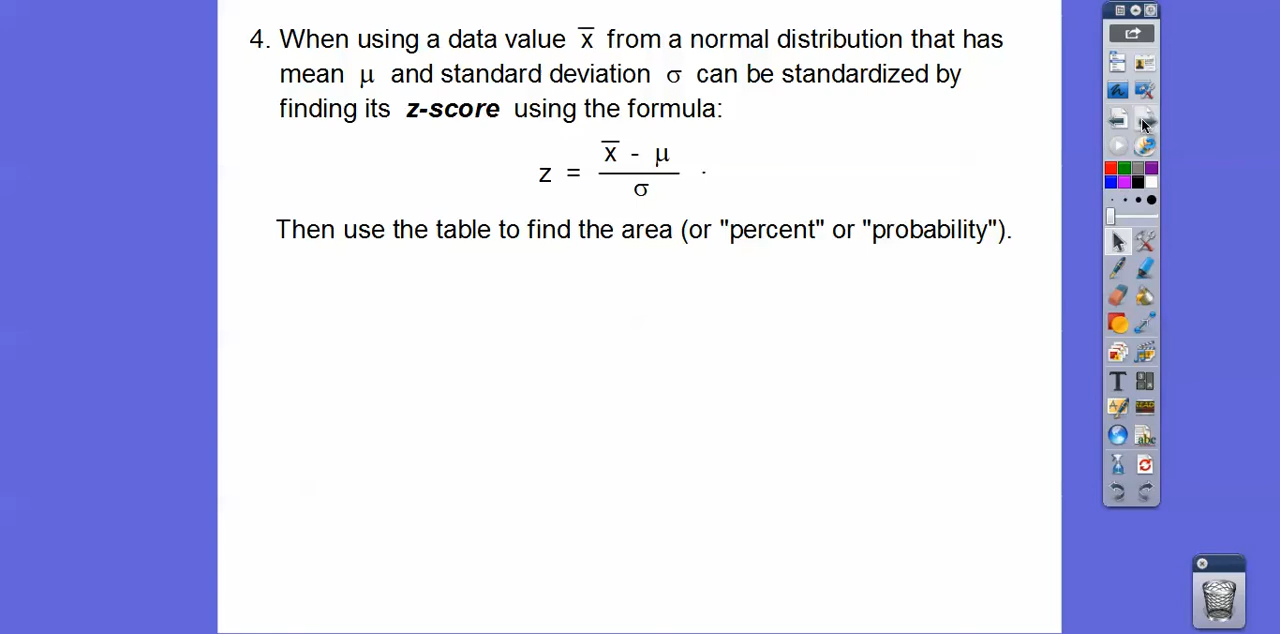 4. When using a data value x̅ from a normal distribution that has
mean μ and standard deviation σ can be standardized by
finding its z-score using the formula:
z = (x̅ - μ) / σ .
Then use the table to find the area (or "percent" or "probability").